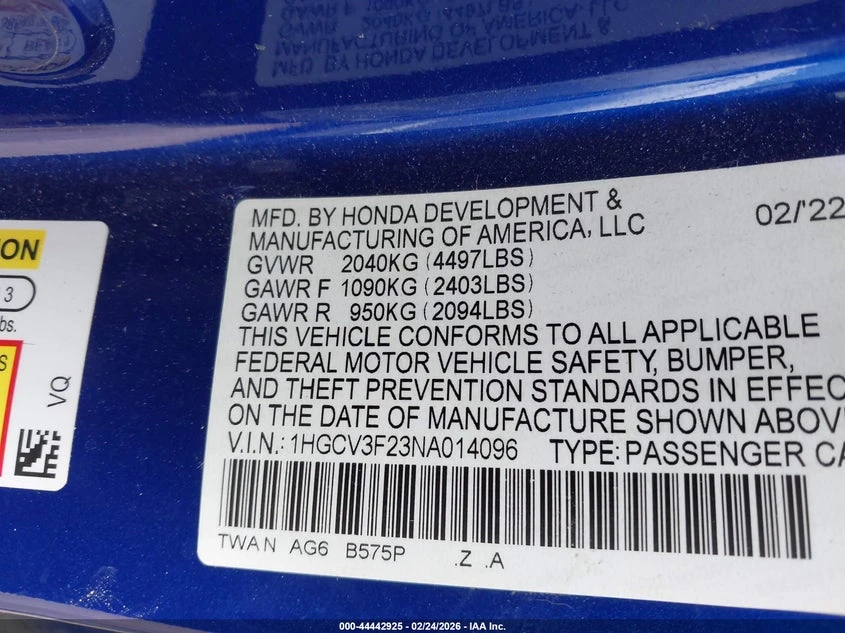 MFD. BY HONDA DEVELOPMENT &
MANUFACTURING OF AMERICA, LLC
02/'22
GVWR 2040KG (4497LBS)
GAWR F 1090KG (2403LBS)
GAWR R 950KG (2094LBS)
THIS VEHICLE CONFORMS TO ALL APPLICABLE
FEDERAL MOTOR VEHICLE SAFETY, BUMPER,
AND THEFT PREVENTION STANDARDS IN EFFEC
ON THE DATE OF MANUFACTURE SHOWN ABOV
V.I.N.: 1HGCV3F23NA014096 TYPE: PASSENGER CA
TWAN AG6 B575P .Z .A
ION
3
bs.
S
VQ
000-44442925 - 02/24/2026 - IAA Inc.